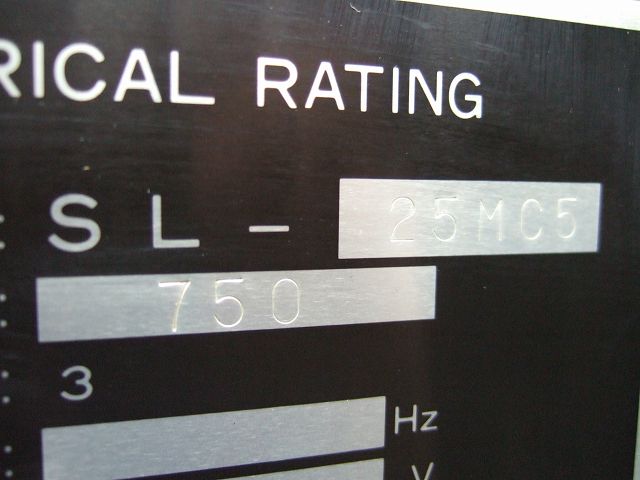 RICAL RATING
: SL- 25MC5
: 750
: 3
: Hz
V